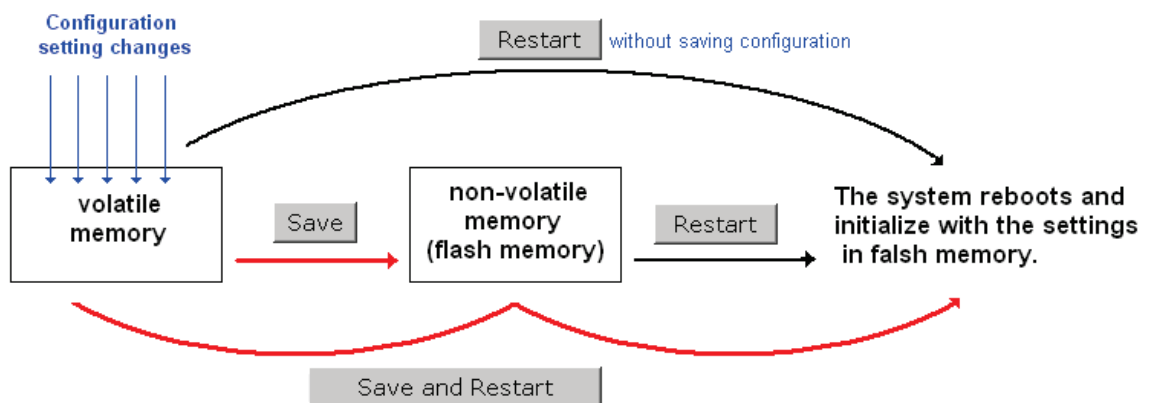 Configuration
setting changes
Restart
without saving configuration
volatile
memory
Save
non-volatile
memory
(flash memory)
Restart
The system reboots and
initialize with the settings
in falsh memory.
Save and Restart